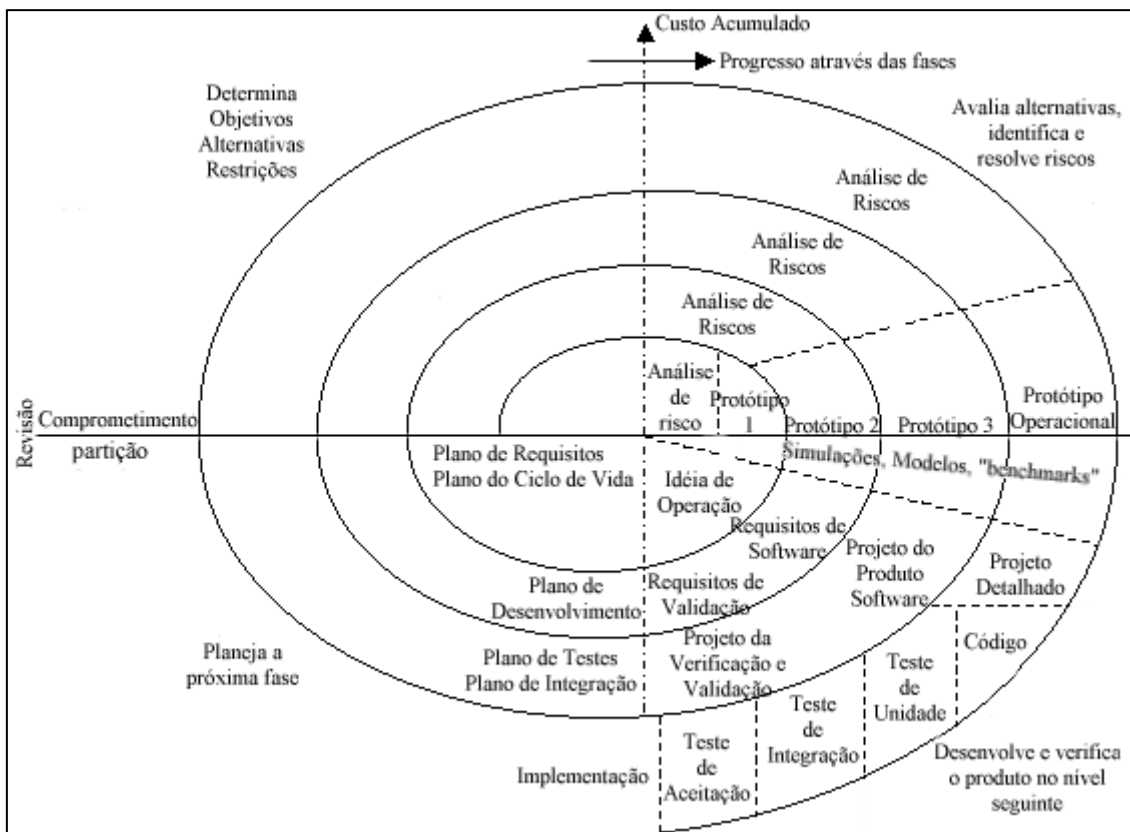 Custo Acumulado
Progresso através das fases
Determina
Objetivos
Alternativas
Restrições
Avalia alternativas,
identifica e
resolve riscos
Análise de
Riscos
Análise de
Riscos
Análise de
Riscos
Análise
de
risco
Protótipo
1
Protótipo 2
Protótipo 3
Protótipo
Operacional
Revisão
Comprometimento
partição
Simulações, Modelos, "benchmarks"
Plano de Requisitos
Plano do Ciclo de Vida
Idéia de
Operação
Requisitos de
Software
Projeto do
Produto
Software
Projeto
Detalhado
Plano de
Desenvolvimento
Requisitos de
Validação
Código
Planeja a
próxima fase
Plano de Testes
Plano de Integração
Projeto da
Verificação e
Validação
Teste
de
Unidade
Teste
de
Integração
Teste
de
Aceitação
Implementação
Desenvolve e verifica
o produto no nível
seguinte